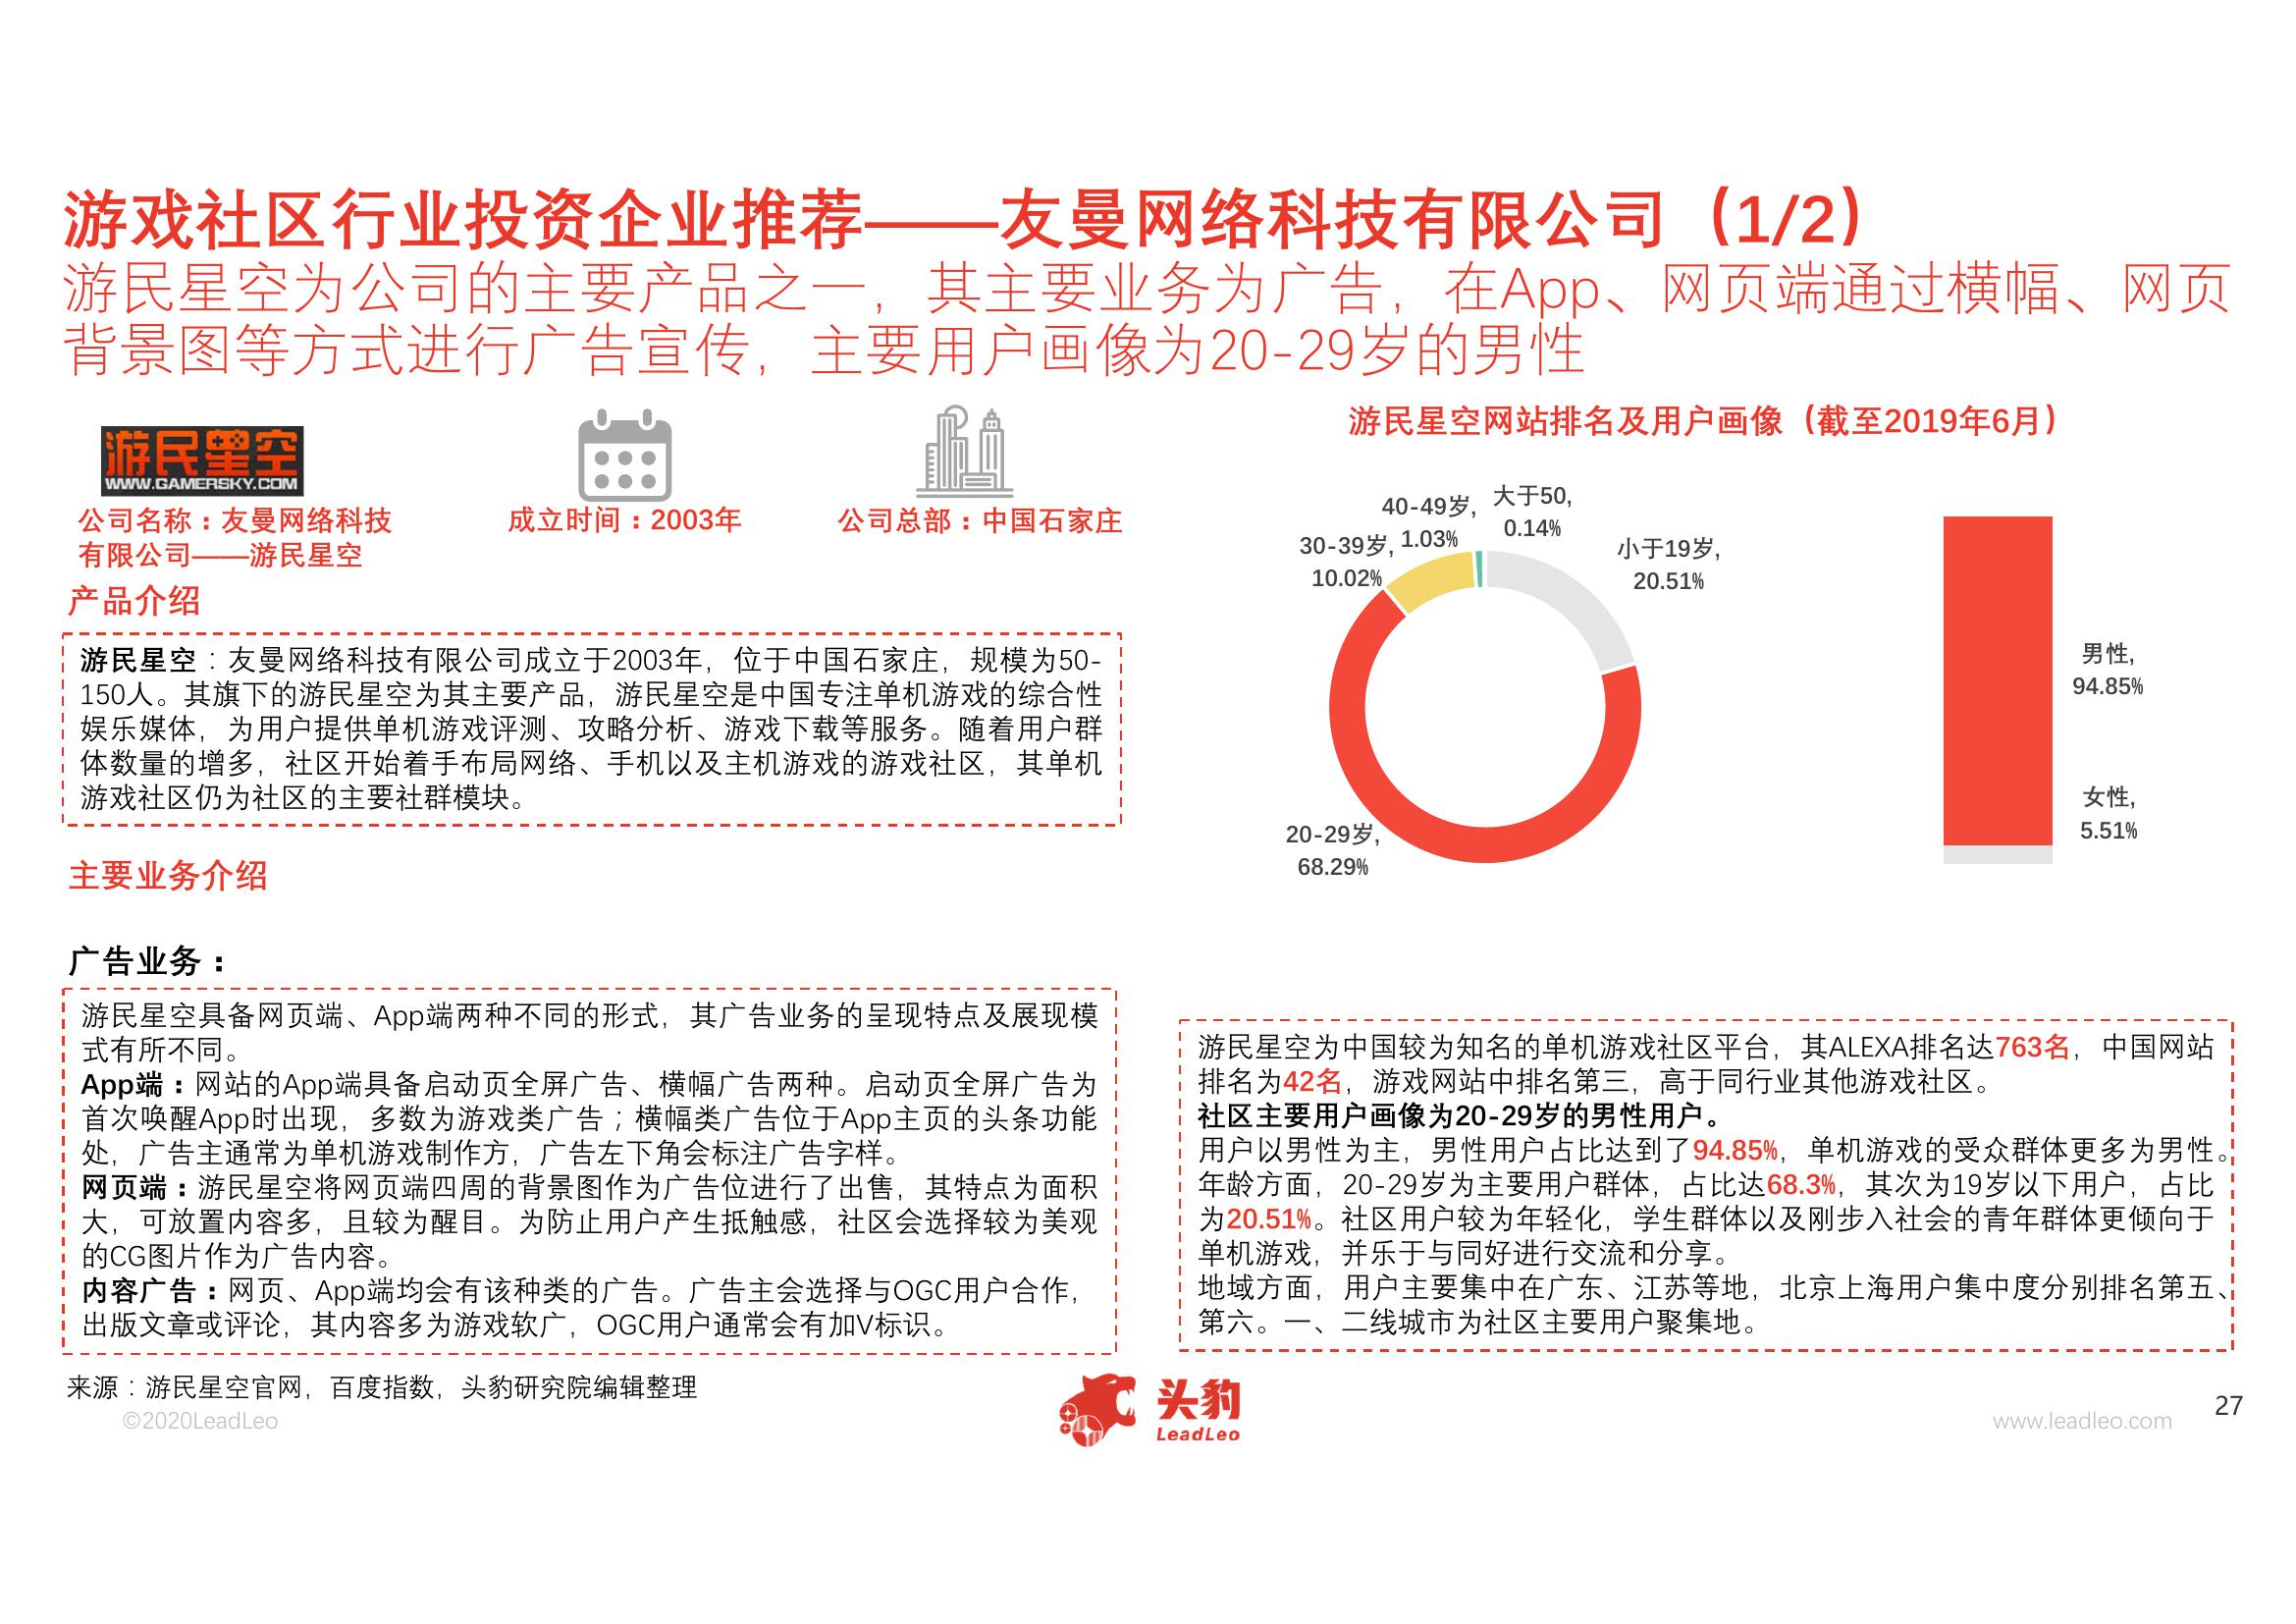 游戏社区行业投资企业推荐——友曼网络科技有限公司（1/2）
游民星空为公司的主要产品之一，其主要业务为广告，在App、网页端通过横幅、网页
背景图等方式进行广告宣传，主要用户画像为20-29岁的男性
游民星空
WWW.GAMERSKY.COM
公司名称：友曼网络科技
有限公司——游民星空
成立时间：2003年
公司总部：中国石家庄
产品介绍
游民星空：友曼网络科技有限公司成立于2003年，位于中国石家庄，规模为50-
150人。其旗下的游民星空为其主要产品，游民星空是中国专注单机游戏的综合性
娱乐媒体，为用户提供单机游戏评测、攻略分析、游戏下载等服务。随着用户群
体数量的增多，社区开始着手布局网络、手机以及主机游戏的游戏社区，其单机
游戏社区仍为社区的主要社群模块。
主要业务介绍
广告业务：
游民星空具备网页端、App端两种不同的形式，其广告业务的呈现特点及展现模
式有所不同。
App端：网站的App端具备启动页全屏广告、横幅广告两种。启动页全屏广告为
首次唤醒App时出现，多数为游戏类广告；横幅类广告位于App主页的头条功能
处，广告主通常为单机游戏制作方，广告左下角会标注广告字样。
网页端：游民星空将网页端四周的背景图作为广告位进行了出售，其特点为面积
大，可放置内容多，且较为醒目。为防止用户产生抵触感，社区会选择较为美观
的CG图片作为广告内容。
内容广告：网页、App端均会有该种类的广告。广告主会选择与OGC用户合作，
出版文章或评论，其内容多为游戏软广，OGC用户通常会有加V标识。
游民星空网站排名及用户画像（截至2019年6月）
40-49岁,
1.03%
大于50,
0.14%
30-39岁,
10.02%
小于19岁,
20.51%
20-29岁,
68.29%
男性,
94.85%
女性,
5.51%
游民星空为中国较为知名的单机游戏社区平台，其ALEXA排名达763名，中国网站
排名为42名，游戏网站中排名第三，高于同行业其他游戏社区。
社区主要用户画像为20-29岁的男性用户。
用户以男性为主，男性用户占比达到了94.85%，单机游戏的受众群体更多为男性。
年龄方面，20-29岁为主要用户群体，占比达68.3%，其次为19岁以下用户，占比
为20.51%。社区用户较为年轻化，学生群体以及刚步入社会的青年群体更倾向于
单机游戏，并乐于与同好进行交流和分享。
地域方面，用户主要集中在广东、江苏等地，北京上海用户集中度分别排名第五、
第六。一、二线城市为社区主要用户聚集地。
来源：游民星空官网，百度指数，头豹研究院编辑整理
©2020LeadLeo
头豹
LeadLeo
www.leadleo.com
27